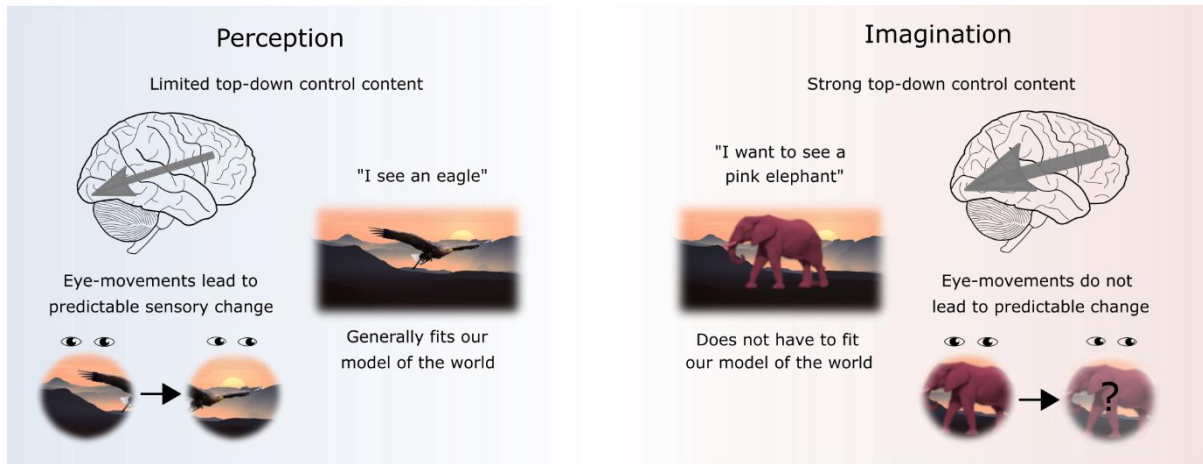 Perception
Limited top-down control content
"I see an eagle"
Eye-movements lead to
predictable sensory change
Generally fits our
model of the world
Imagination
Strong top-down control content
"I want to see a
pink elephant"
Does not have to fit
our model of the world
Eye-movements do not
lead to predictable change
?